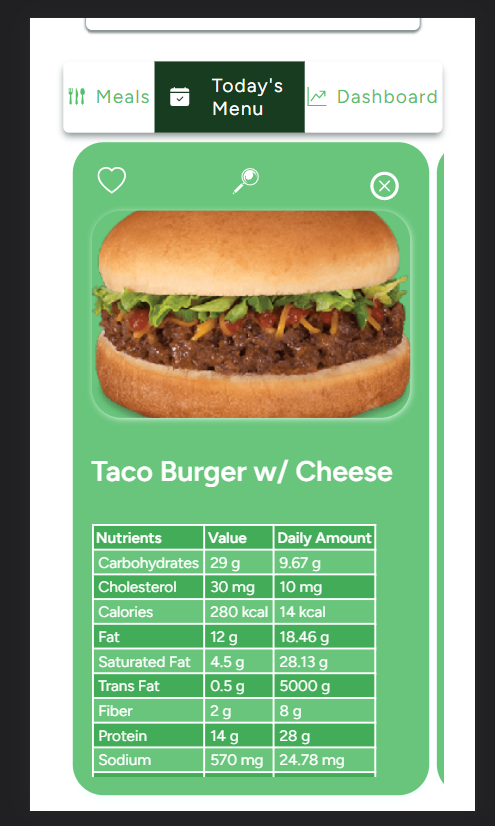 Meals
Today's
Menu
Dashboard
Taco Burger w/ Cheese
Nutrients Value Daily Amount
Carbohydrates 29 g 9.67 g
Cholesterol 30 mg 10 mg
Calories 280 kcal 14 kcal
Fat 12 g 18.46 g
Saturated Fat 4.5 g 28.13 g
Trans Fat 0.5 g 5000 g
Fiber 2 g 8 g
Protein 14 g 28 g
Sodium 570 mg 24.78 mg